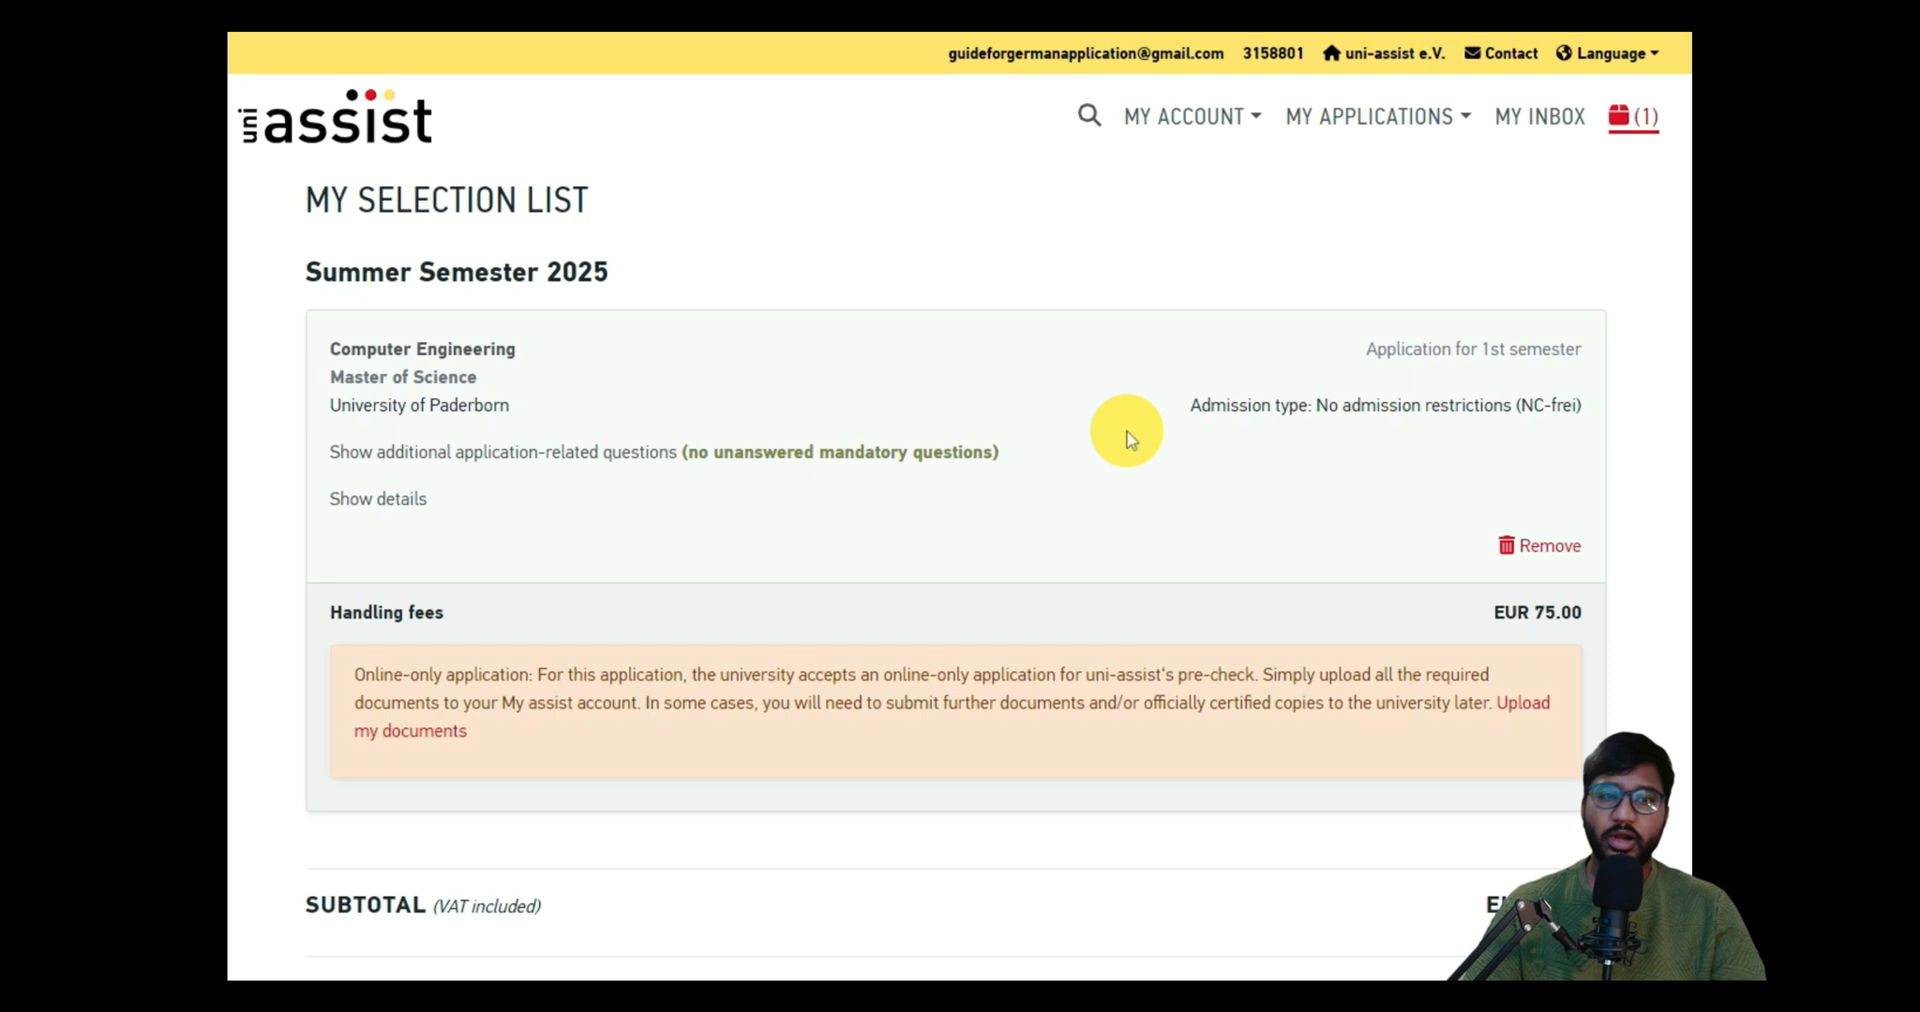 guideforgermanapplication@gmail.com 3158801 uni-assist e.V. Contact Language
uni assist
MY ACCOUNT MY APPLICATIONS MY INBOX (1)
MY SELECTION LIST
Summer Semester 2025
Computer Engineering Application for 1st semester
Master of Science
University of Paderborn Admission type: No admission restrictions (NC-frei)
Show additional application-related questions (no unanswered mandatory questions)
Show details
Remove
Handling fees EUR 75.00
Online-only application: For this application, the university accepts an online-only application for uni-assist's pre-check. Simply upload all the required
documents to your My assist account. In some cases, you will need to submit further documents and/or officially certified copies to the university later. Upload
my documents
SUBTOTAL (VAT included)